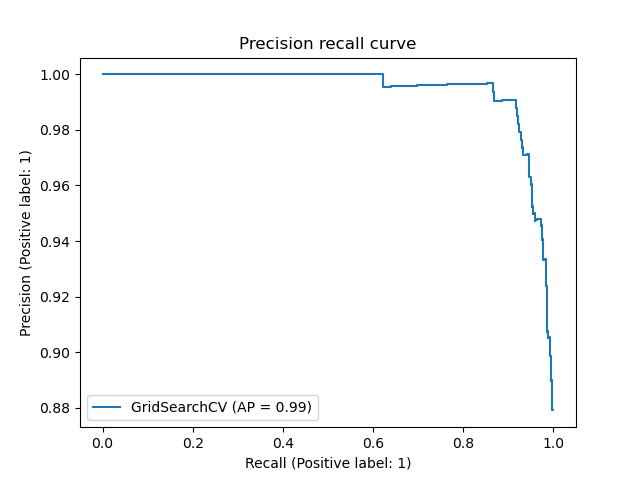 Precision recall curve
1.00
0.98
0.96
0.94
0.92
0.90
0.88
Precision (Positive label: 1)
GridSearchCV (AP = 0.99)
0.0 0.2 0.4 0.6 0.8 1.0
Recall (Positive label: 1)